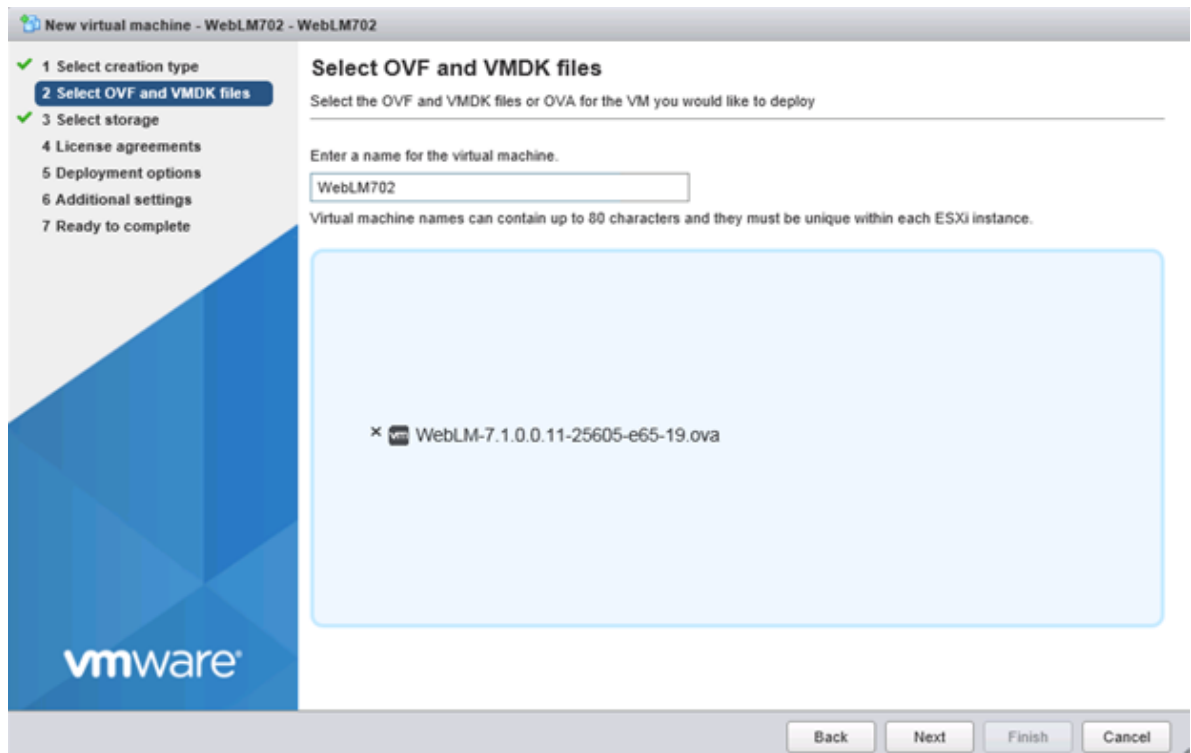 New virtual machine - WebLM702 - WebLM702
1 Select creation type
2 Select OVF and VMDK files
3 Select storage
4 License agreements
5 Deployment options
6 Additional settings
7 Ready to complete
Select OVF and VMDK files
Select the OVF and VMDK files or OVA for the VM you would like to deploy
Enter a name for the virtual machine.
WebLM702
Virtual machine names can contain up to 80 characters and they must be unique within each ESXi instance.
× vm WebLM-7.1.0.0.11-25605-e65-19.ova
vmware®
Back Next Finish Cancel